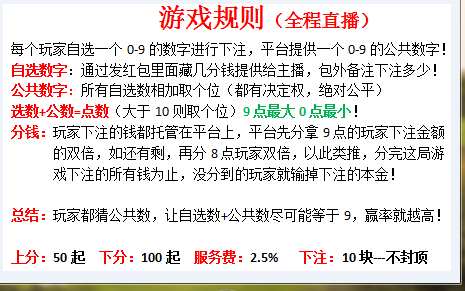 游戏规则（全程直播）
每个玩家自选一个 0-9 的数字进行下注，平台提供一个 0-9 的公共数字！
自选数字：通过发红包里面藏几分钱提供给主播，包外备注下注多少！
公共数字：所有自选数字相加取个位（都有决定权，绝对公平）
选数+公数=点数（大于 10 则取个位）9 点最大 0 点最小！
分钱：玩家下注的钱都托管在平台上，平台先分拿 9 点的玩家下注金额
的双倍，如还有剩，再分 8 点玩家双倍，以此类推，分完这局游
戏下注的所有钱为止，没分到的玩家就输掉下注的本金！
总结：玩家都猜公共数，让自选数+公共数尽可能等于 9，赢率就越高！
上分：50 起 下分：100 起 服务费：2.5% 下注：10 块---不封顶